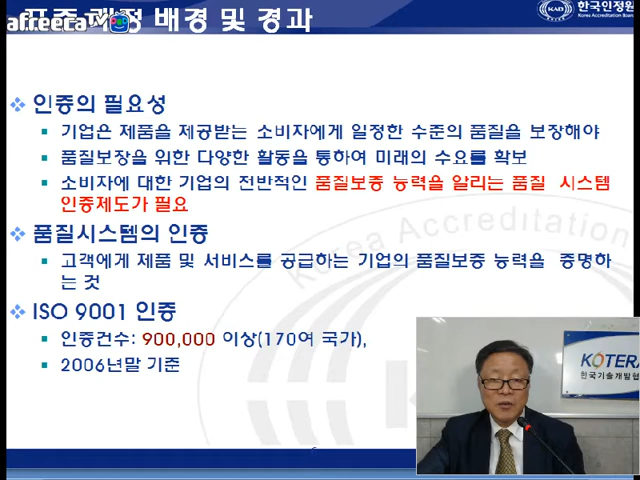 afreecaTV
표준 제정 배경 및 경과
KAB 한국인정원
Korea Accreditation Board
인증의 필요성
기업은 제품을 제공받는 소비자에게 일정한 수준의 품질을 보장해야
품질보장을 위한 다양한 활동을 통하여 미래의 수요를 확보
소비자에 대한 기업의 전반적인 품질보증 능력을 알리는 품질 시스템
인증제도가 필요
품질시스템의 인증
고객에게 제품 및 서비스를 공급하는 기업의 품질보증 능력을 증명하
는 것
ISO 9001 인증
인증건수: 900,000 이상(170여 국가),
2006년말 기준
Korea Accreditation
KOTERA
한국기술개발협